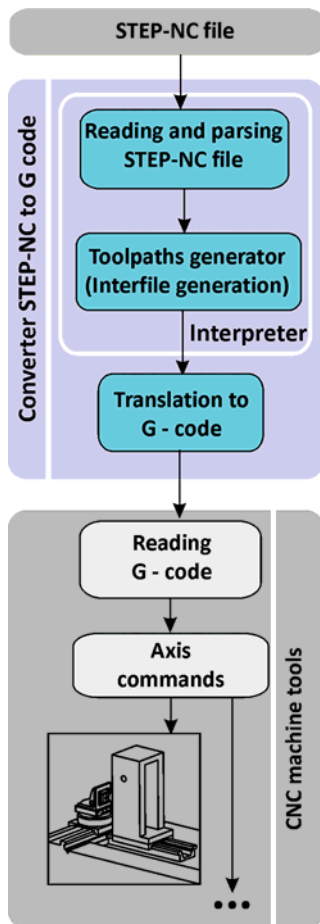 STEP-NC file
Converter STEP-NC to G code
Reading and parsing
STEP-NC file
Toolpaths generator
(Interfile generation)
Interpreter
Translation to
G - code
Reading
G - code
Axis
commands
CNC machine tools
•••